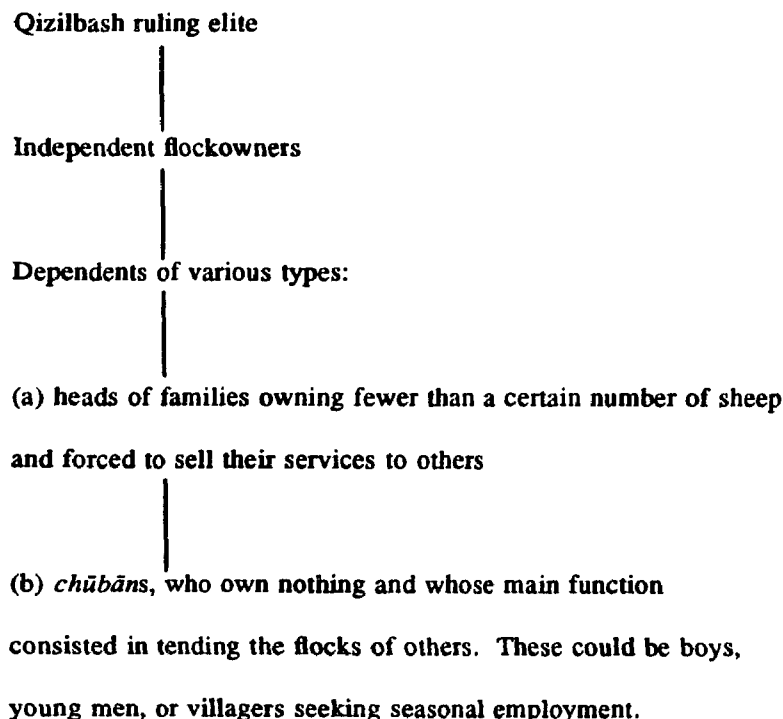 Qizilbash ruling elite
Independent flockowners
Dependents of various types:
(a) heads of families owning fewer than a certain number of sheep
and forced to sell their services to others
(b) chūbāns, who own nothing and whose main function
consisted in tending the flocks of others. These could be boys,
young men, or villagers seeking seasonal employment.